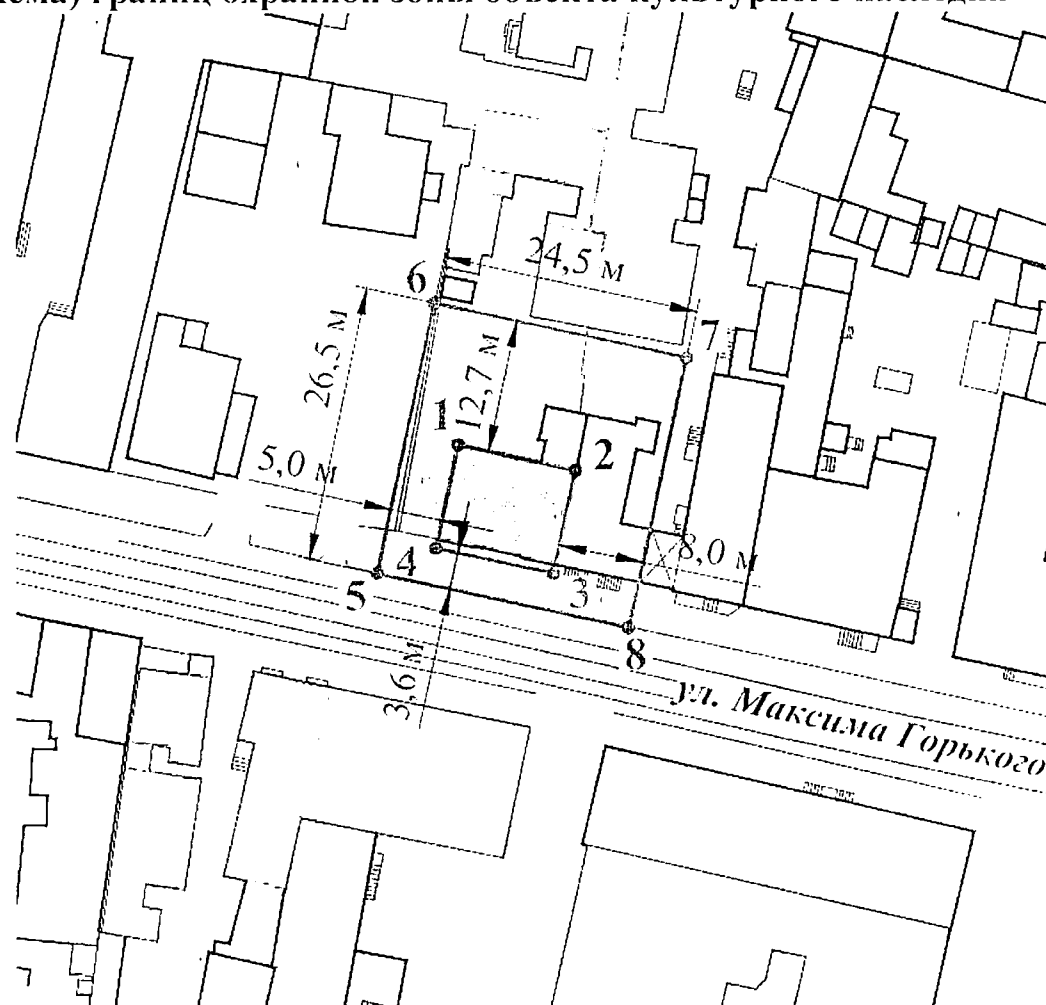 границ охранной зоны объекта культурного наследия
24,5 м
6
7
26,5 м
12,7 м
1
2
5,0 м
4
3
8,0 м
5
8
3,6 м
ул. Максима Горького